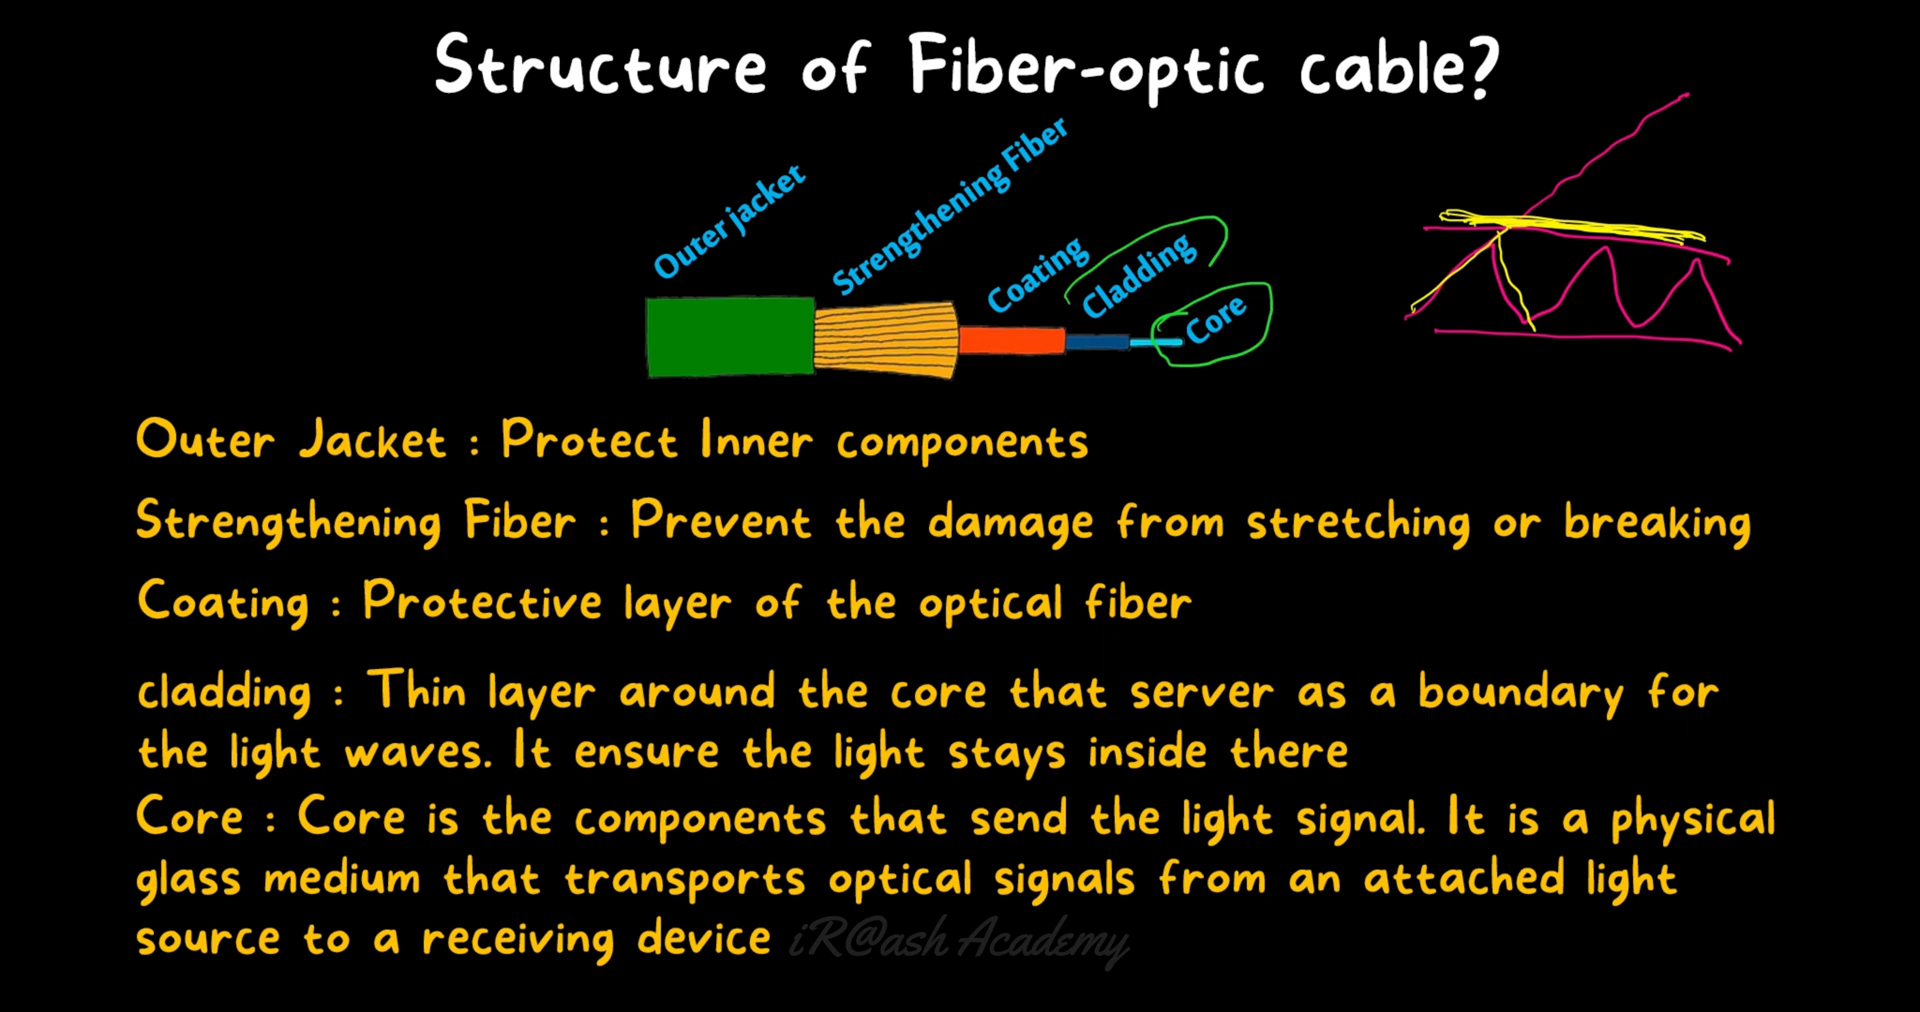 Structure of Fiber-optic cable?
Outer jacket
Strengthening Fiber
Coating
Cladding
Core
Outer Jacket : Protect Inner components
Strengthening Fiber : Prevent the damage from stretching or breaking
Coating : Protective layer of the optical fiber
cladding : Thin layer around the core that server as a boundary for
the light waves. It ensure the light stays inside there
Core : Core is the components that send the light signal. It is a physical
glass medium that transports optical signals from an attached light
source to a receiving device
iR@ash Academy